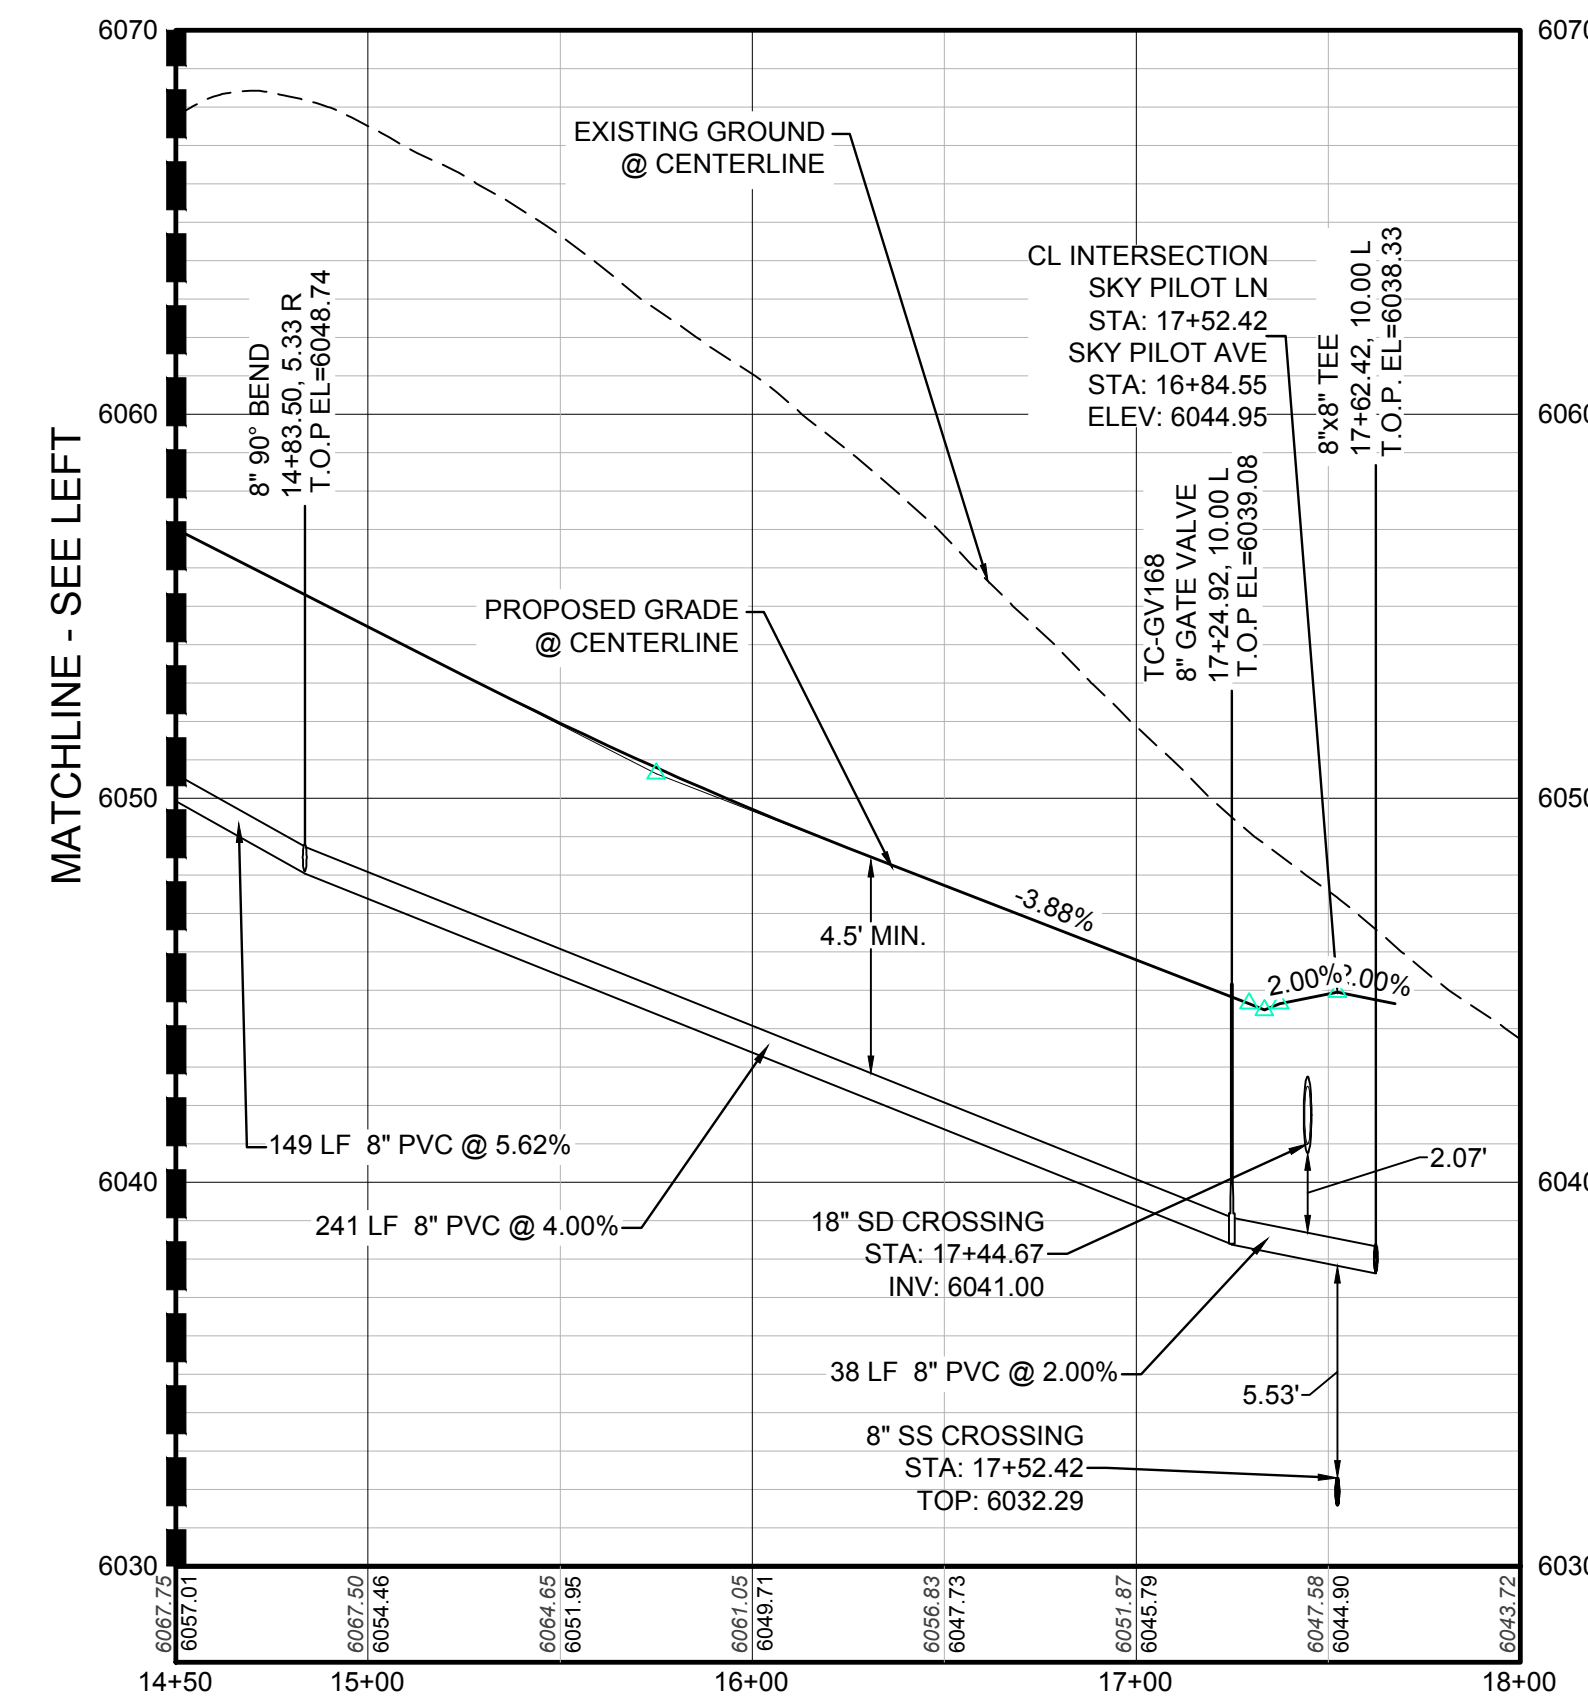 6070
6070
EXISTING GROUND
@ CENTERLINE
CL INTERSECTION
SKY PILOT LN
STA: 17+52.42
SKY PILOT AVE
STA: 16+84.55
ELEV: 6044.95
8"x8" TEE
17+62.42, 10.00 L
T.O.P. EL=6038.33
8" 90° BEND
14+83.50, 5.33 R
T.O.P EL=6048.74
6060
6060
MATCHLINE - SEE LEFT
TC-GV168
8" GATE VALVE
17+24.92, 10.00 L
T.O.P EL=6039.08
PROPOSED GRADE
@ CENTERLINE
6050
6050
-3.88%
4.5' MIN.
2.00%
2.00%
149 LF 8" PVC @ 5.62%
2.07'
6040
6040
241 LF 8" PVC @ 4.00%
18" SD CROSSING
STA: 17+44.67
INV: 6041.00
38 LF 8" PVC @ 2.00%
5.53'
8" SS CROSSING
STA: 17+52.42
TOP: 6032.29
6030
6030
6067.75
6057.01
6067.50
6054.46
6064.65
6051.95
6061.05
6049.71
6056.83
6047.73
6051.87
6045.79
6047.58
6044.90
6043.72
14+50
15+00
16+00
17+00
18+00